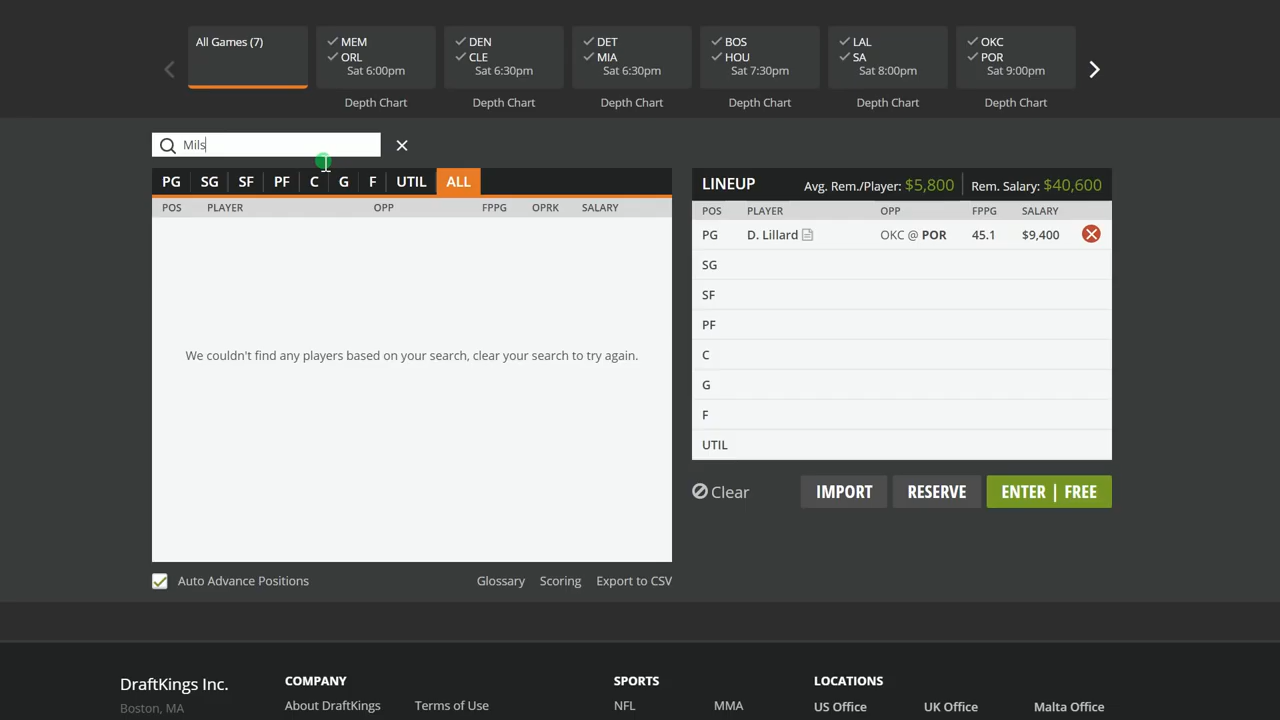 All Games (7)
MEM
ORL
Sat 6:00pm
DEN
CLE
Sat 6:30pm
DET
MIA
Sat 6:30pm
BOS
HOU
Sat 7:30pm
LAL
SA
Sat 8:00pm
OKC
POR
Sat 9:00pm
Depth Chart Depth Chart Depth Chart Depth Chart Depth Chart Depth Chart
Mils
PG SG SF PF C G F UTIL ALL
POS PLAYER OPP FPPG OPRK SALARY
We couldn't find any players based on your search, clear your search to try again.
Auto Advance Positions Glossary Scoring Export to CSV
LINEUP Avg. Rem./Player: $5,800 Rem. Salary: $40,600
POS PLAYER OPP FPPG SALARY
PG D. Lillard OKC @ POR 45.1 $9,400
SG
SF
PF
C
G
F
UTIL
Clear IMPORT RESERVE ENTER | FREE
DraftKings Inc.
Boston, MA
COMPANY
About DraftKings Terms of Use
SPORTS
NFL MMA
LOCATIONS
US Office UK Office Malta Office